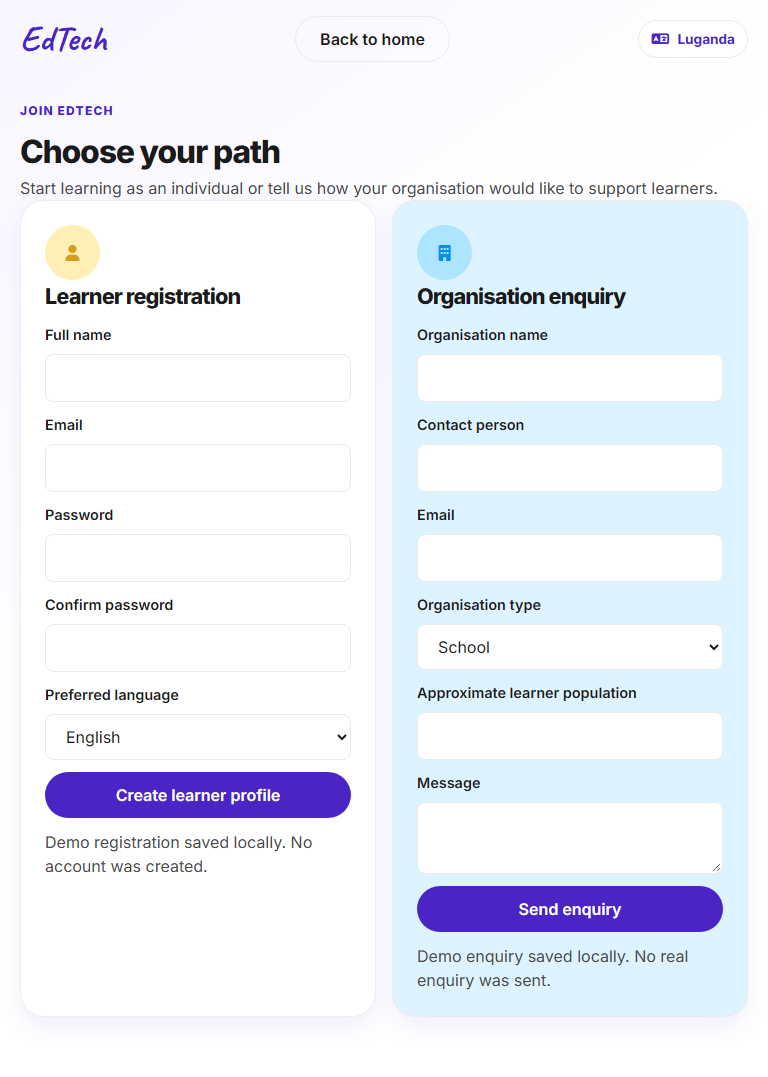 EdTech
Back to home
Luganda
JOIN EDTECH
Choose your path
Start learning as an individual or tell us how your organisation would like to support learners.
Learner registration
Full name
Email
Password
Confirm password
Preferred language
English
Create learner profile
Demo registration saved locally. No
account was created.
Organisation enquiry
Organisation name
Contact person
Email
Organisation type
School
Approximate learner population
Message
Send enquiry
Demo enquiry saved locally. No real
enquiry was sent.